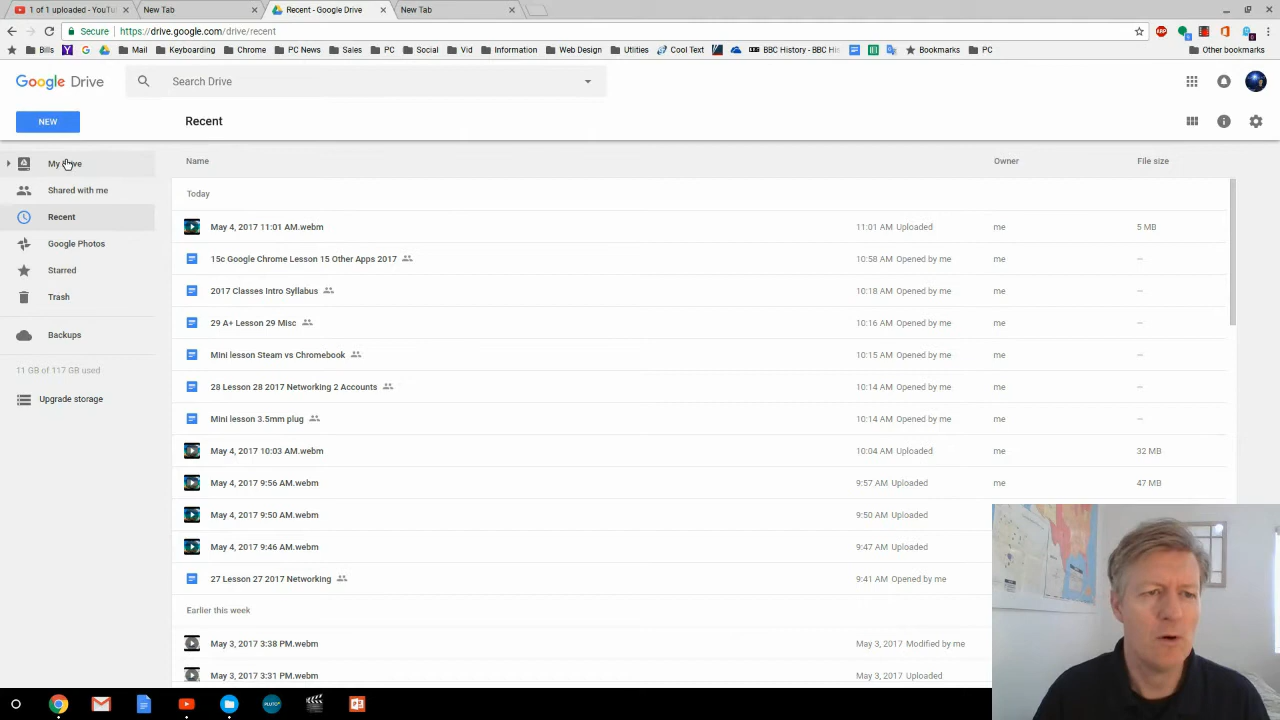 1 of 1 uploaded - YouTu
New Tab
Recent - Google Drive
New Tab
Secure https://drive.google.com/drive/recent
Bills
Mail
Keyboarding
Chrome
PC News
Sales
PC
Social
Vid
Information
Web Design
Utilties
Cool Text
BBC History - BBC His
Bookmarks
PC
Other bookmarks
Google Drive
Search Drive
NEW
Recent
My Drive
Shared with me
Recent
Google Photos
Starred
Trash
Backups
11 GB of 117 GB used
Upgrade storage
Name Owner File size
Today
May 4, 2017 11:01 AM.webm 11:01 AM Uploaded me 5 MB
15c Google Chrome Lesson 15 Other Apps 2017 10:58 AM Opened by me me —
2017 Classes Intro Syllabus 10:18 AM Opened by me me —
29 A+ Lesson 29 Misc 10:16 AM Opened by me me —
Mini lesson Steam vs Chromebook 10:15 AM Opened by me me —
28 Lesson 28 2017 Networking 2 Accounts 10:14 AM Opened by me me —
Mini lesson 3.5mm plug 10:14 AM Opened by me me —
May 4, 2017 10:03 AM.webm 10:04 AM Uploaded me 32 MB
May 4, 2017 9:56 AM.webm 9:57 AM Uploaded me 47 MB
May 4, 2017 9:50 AM.webm 9:50 AM Uploaded
May 4, 2017 9:46 AM.webm 9:47 AM Uploaded
27 Lesson 27 2017 Networking 9:41 AM Opened by me
Earlier this week
May 3, 2017 3:38 PM.webm May 3, 2017 Modified by me
May 3, 2017 3:31 PM.webm May 3, 2017 Uploaded